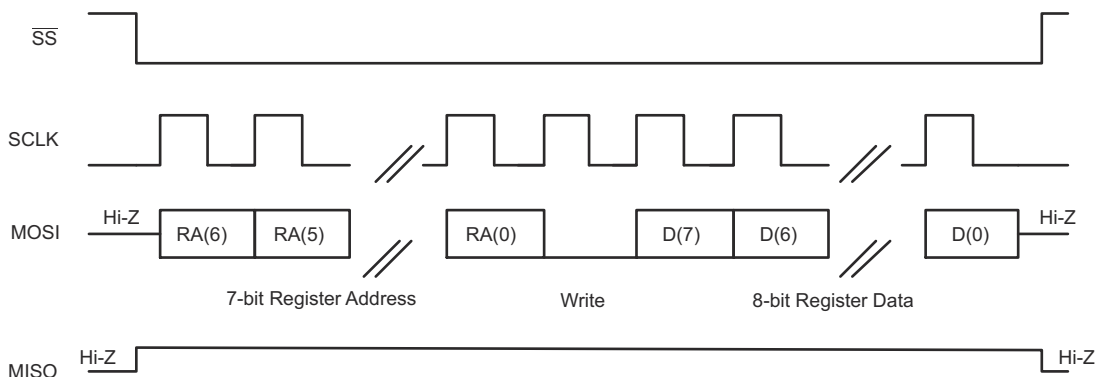 SS
SCLK
Hi-Z
MOSI
RA(6)
RA(5)
RA(0)
D(7)
D(6)
D(0)
Hi-Z
7-bit Register Address
Write
8-bit Register Data
Hi-Z
MISO
Hi-Z